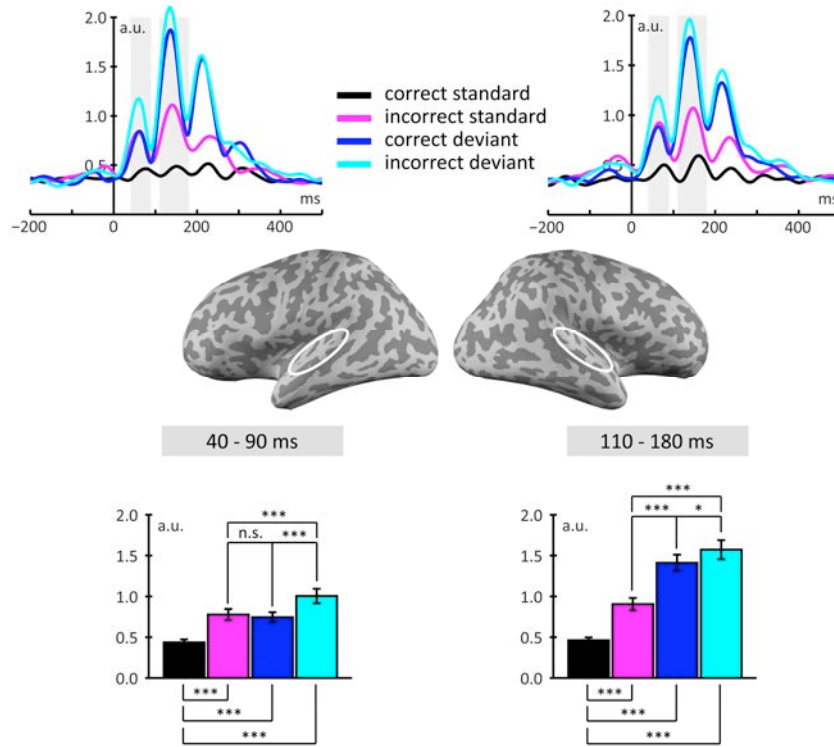 2.0 a.u. 2.0 a.u.
1.5 1.5
correct standard
1.0 incorrect standard 1.0
correct deviant
0.5 incorrect deviant 0.5
ms ms
−200 0 200 400 −200 0 200 400
40 - 90 ms 110 - 180 ms
***
*** *** *
2.0 n.s. *** 2.0
a.u. a.u.
1.5 1.5
1.0 1.0
0.5 0.5
0.0 0.0
*** ***
*** ***
*** ***